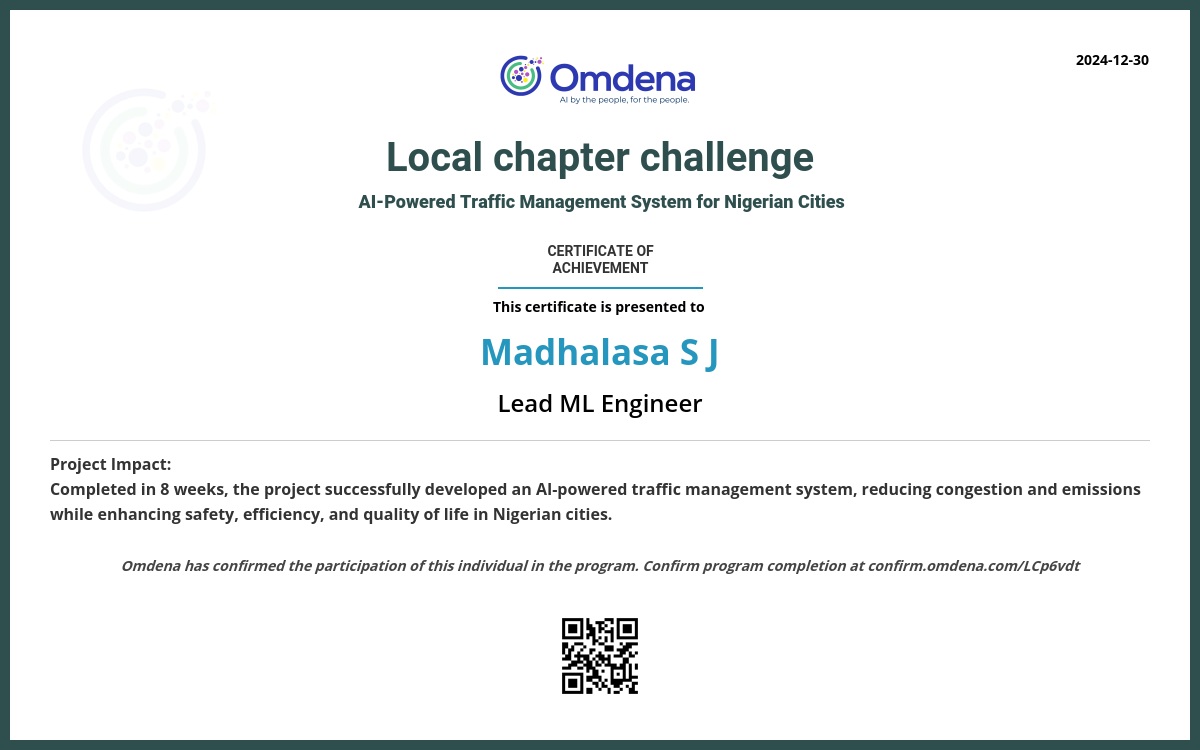 2024-12-30
Omdena
AI by the people, for the people.
Local chapter challenge
AI-Powered Traffic Management System for Nigerian Cities
CERTIFICATE OF
ACHIEVEMENT
This certificate is presented to
Madhalasa S J
Lead ML Engineer
Project Impact:
Completed in 8 weeks, the project successfully developed an AI-powered traffic management system, reducing congestion and emissions
while enhancing safety, efficiency, and quality of life in Nigerian cities.
Omdena has confirmed the participation of this individual in the program. Confirm program completion at confirm.omdena.com/LCp6vdt